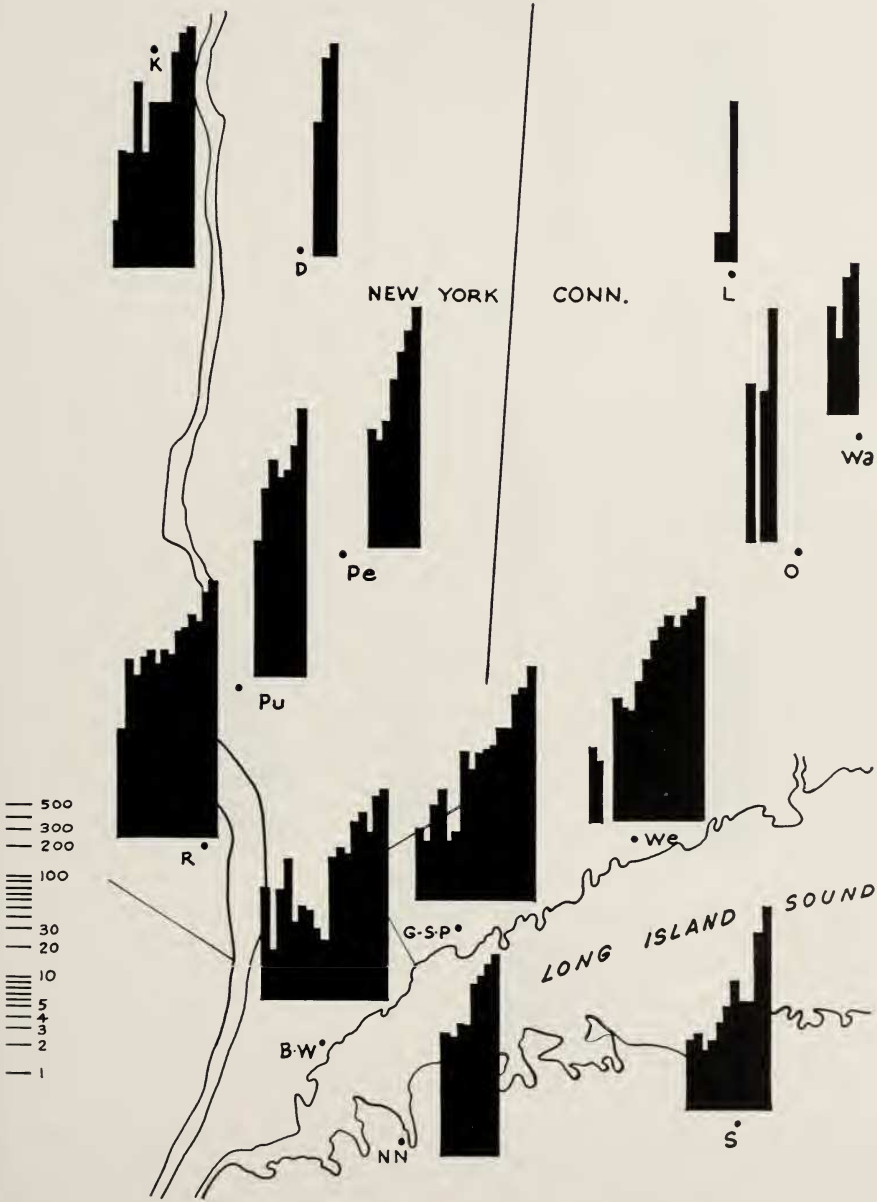 K
D
NEW YORK CONN.
L
Wa
Pe
O
Pu
500
300
200
100
30
20
10
5
4
3
2
1
R
We
G-S-P
LONG ISLAND SOUND
B-W
NN
S